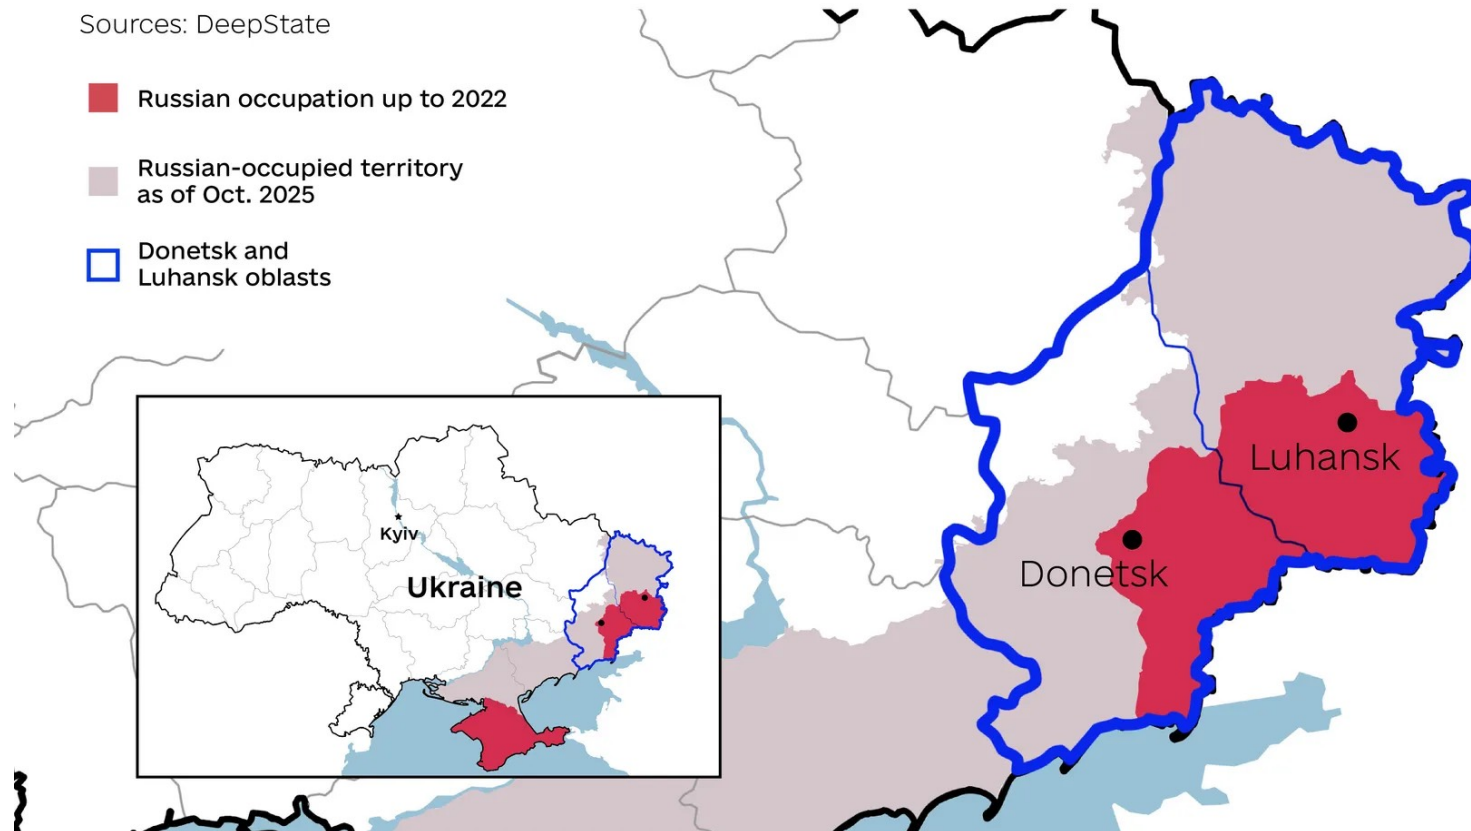 Sources: DeepState
Russian occupation up to 2022
Russian-occupied territory
as of Oct. 2025
Donetsk and
Luhansk oblasts
Luhansk
Donetsk
Kyiv
Ukraine